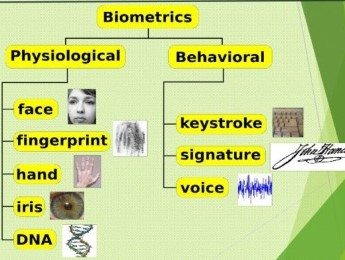 Biometrics
Physiological
Behavioral
face
fingerprint
hand
iris
DNA
keystroke
signature
voice